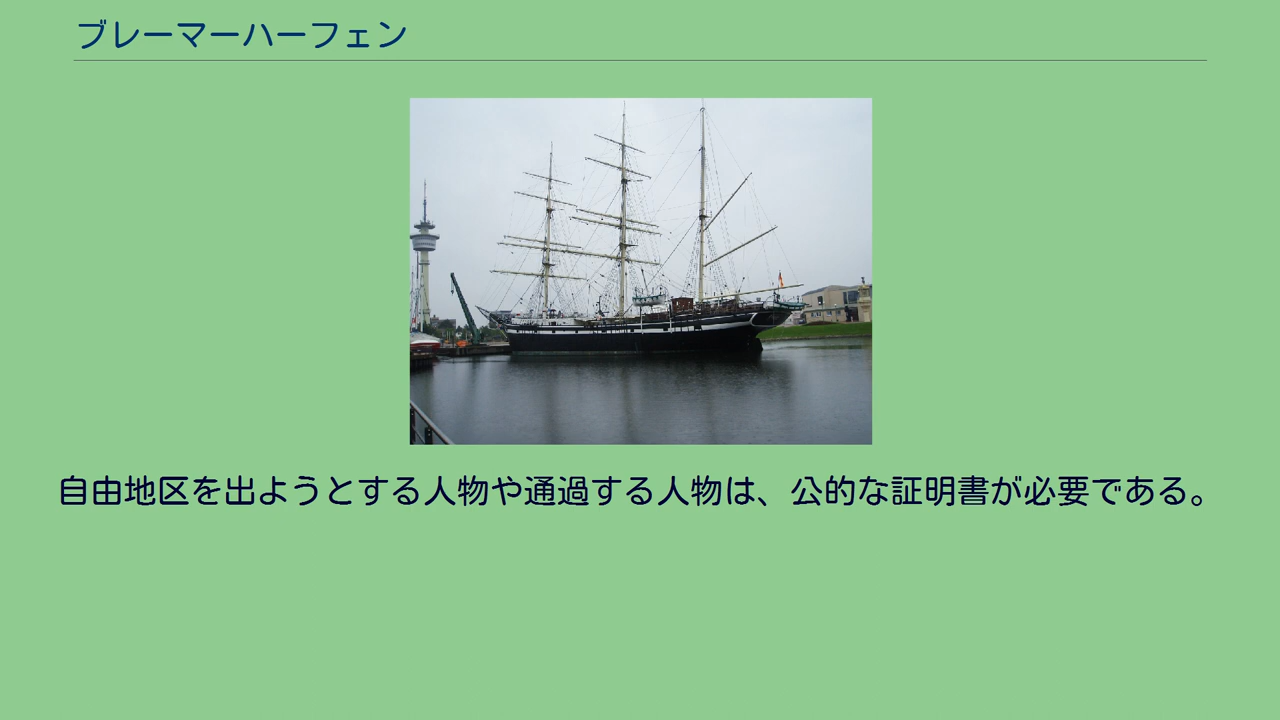 ブレーマーハーフェン
自由地区を出ようとする人物や通過する人物は、公的な証明書が必要である。